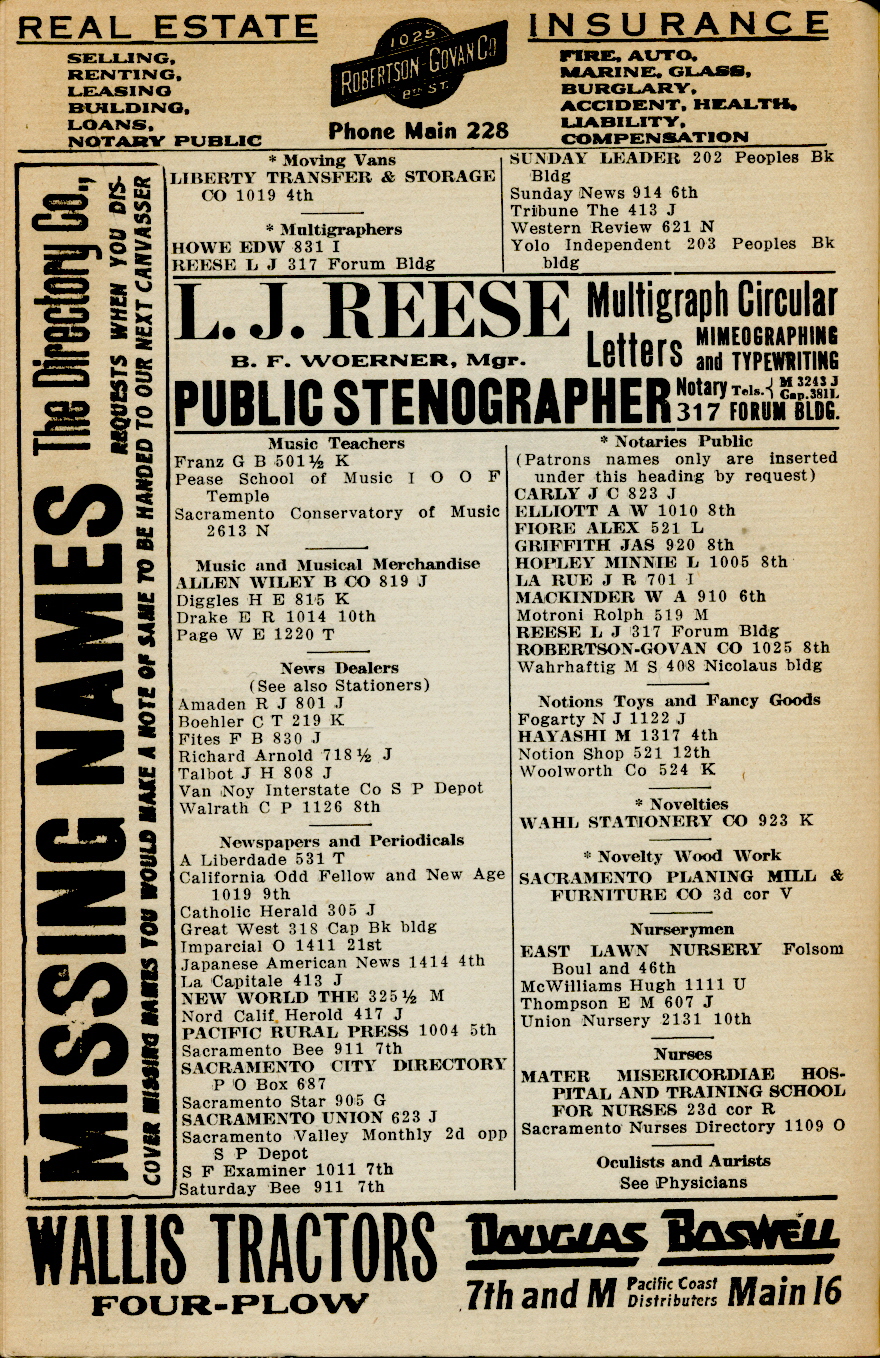 REAL ESTATE
SELLING,
RENTING,
LEASING
BUILDING,
LOANS,
NOTARY PUBLIC
1025
ROBERTSON-GOVAN CO
8TH ST.
Phone Main 228
INSURANCE
FIRE, AUTO,
MARINE, GLASS,
BURGLARY,
ACCIDENT, HEALTH,
LIABILITY,
COMPENSATION
MISSING NAMES The Directory Co.,
COVER MISSING NAMES YOU WOULD MAKE A NOTE OF SAME TO BE HANDED TO OUR NEXT CANVASSER
REQUESTS WHEN YOU DIS-
* Moving Vans
LIBERTY TRANSFER & STORAGE
CO 1019 4th
* Multigraphers
HOWE EDW 831 I
REESE L J 317 Forum Bldg
SUNDAY LEADER 202 Peoples Bk
Bldg
Sunday News 914 6th
Tribune The 413 J
Western Review 621 N
Yolo Independent 203 Peoples Bk
bldg
L. J. REESE
B. F. WOERNER, Mgr.
Multigraph Circular
Letters MIMEOGRAPHING
and TYPEWRITING
PUBLIC STENOGRAPHER
Notary Tels. { M 3243 J
Cap. 381L
317 FORUM BLDG.
Music Teachers
Franz G B 501½ K
Pease School of Music I O O F
Temple
Sacramento Conservatory of Music
2613 N
Music and Musical Merchandise
ALLEN WILEY B CO 819 J
Diggles H E 815 K
Drake E R 1014 10th
Page W E 1220 T
News Dealers
(See also Stationers)
Amaden R J 801 J
Boehler C T 219 K
Fites F B 830 J
Richard Arnold 718½ J
Talbot J H 808 J
Van Noy Interstate Co S P Depot
Walrath C P 1126 8th
Newspapers and Periodicals
A Liberdade 531 T
California Odd Fellow and New Age
1019 9th
Catholic Herald 305 J
Great West 318 Cap Bk bldg
Imparcial O 1411 21st
Japanese American News 1414 4th
La Capitale 413 J
NEW WORLD THE 325½ M
Nord Calif Herold 417 J
PACIFIC RURAL PRESS 1004 5th
Sacramento Bee 911 7th
SACRAMENTO CITY DIRECTORY
P O Box 687
Sacramento Star 905 G
SACRAMENTO UNION 623 J
Sacramento Valley Monthly 2d opp
S P Depot
S F Examiner 1011 7th
Saturday Bee 911 7th
* Notaries Public
(Patrons names only are inserted
under this heading by request)
CARLY J C 823 J
ELLIOTT A W 1010 8th
FIORE ALEX 521 L
GRIFFITH JAS 920 8th
HOPLEY MINNIE L 1005 8th
LA RUE J R 701 I
MACKINDER W A 910 6th
Motroni Rolph 519 M
REESE L J 317 Forum Bldg
ROBERTSON-GOVAN CO 1025 8th
Wahrhaftig M S 408 Nicolaus bldg
Notions Toys and Fancy Goods
Fogarty N J 1122 J
HAYASHI M 1317 4th
Notion Shop 521 12th
Woolworth Co 524 K
* Novelties
WAHL STATIONERY CO 923 K
* Novelty Wood Work
SACRAMENTO PLANING MILL &
FURNITURE CO 3d cor V
Nurserymen
EAST LAWN NURSERY Folsom
Boul and 46th
McWilliams Hugh 1111 U
Thompson E M 607 J
Union Nursery 2131 10th
Nurses
MATER MISERICORDIAE HOS-
PITAL AND TRAINING SCHOOL
FOR NURSES 23d cor R
Sacramento Nurses Directory 1109 O
Oculists and Aurists
See Physicians
WALLIS TRACTORS
FOUR-PLOW
DOUGLAS BOSWELL
7th and M Pacific Coast
Distributers Main 16